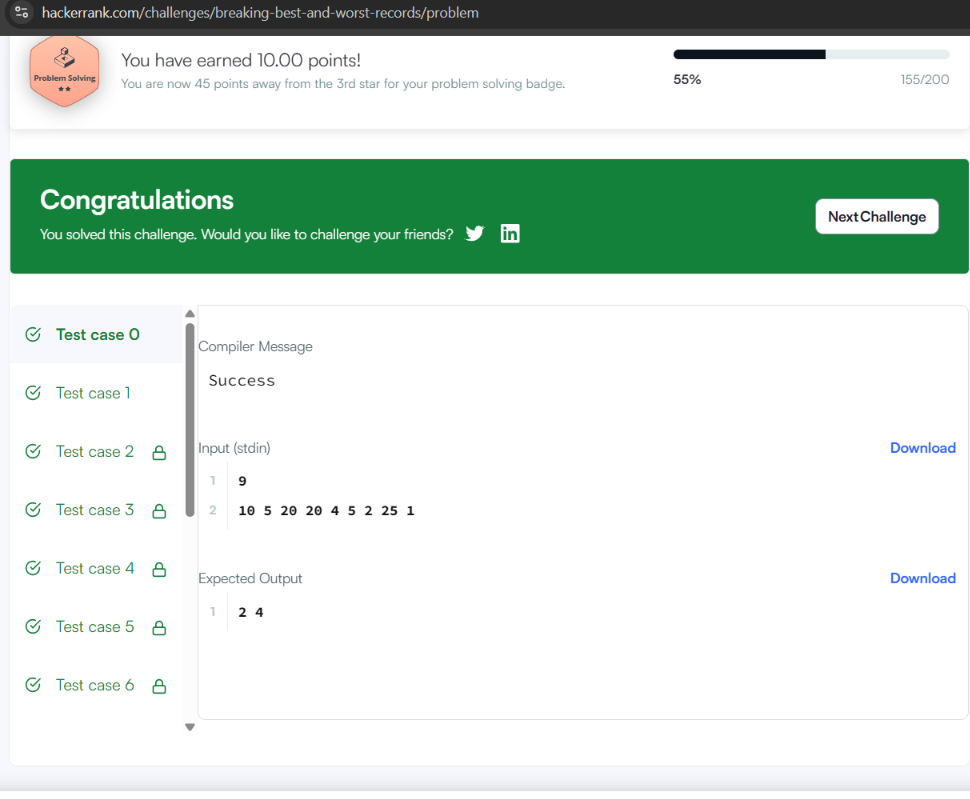 hackerrank.com/challenges/breaking-best-and-worst-records/problem
Problem Solving
You have earned 10.00 points!
You are now 45 points away from the 3rd star for your problem solving badge.
55%
155/200
Congratulations
You solved this challenge. Would you like to challenge your friends?
Next Challenge
Test case 0
Test case 1
Test case 2
Test case 3
Test case 4
Test case 5
Test case 6
Compiler Message
Success
Input (stdin)
Download
1 9
2 10 5 20 20 4 5 2 25 1
Expected Output
Download
1 2 4